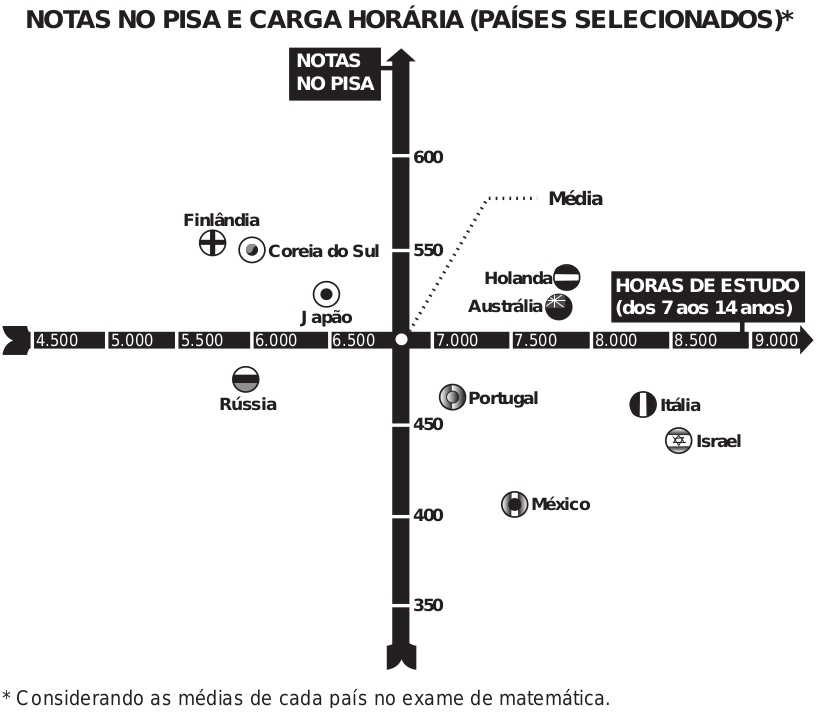 NOTAS NO PISA E CARGA HORÁRIA (PAÍSES SELECIONADOS)*
NOTAS
NO PISA
600
Média
Finlândia
550
Coreia do Sul
Holanda
HORAS DE ESTUDO
(dos 7 aos 14 anos)
Austrália
Japão
4.500 5.000 5.500 6.000 6.500 7.000 7.500 8.000 8.500 9.000
Rússia
Portugal
Itália
450
Israel
México
400
350
* Considerando as médias de cada país no exame de matemática.